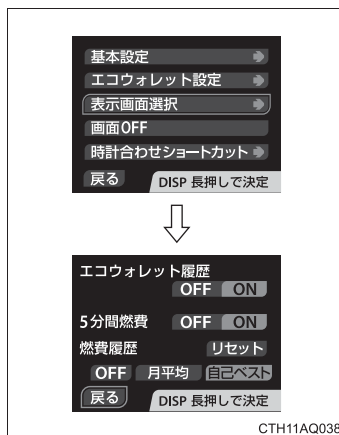 基本設定
エコウォレット設定
表示画面選択
画面OFF
時計合わせショートカット
戻る DISP 長押しで決定
エコウォレット履歴
OFF ON
5分間燃費 OFF ON
燃費履歴 リセット
OFF 月平均 自己ベスト
戻る DISP 長押しで決定
CTH11AQ038